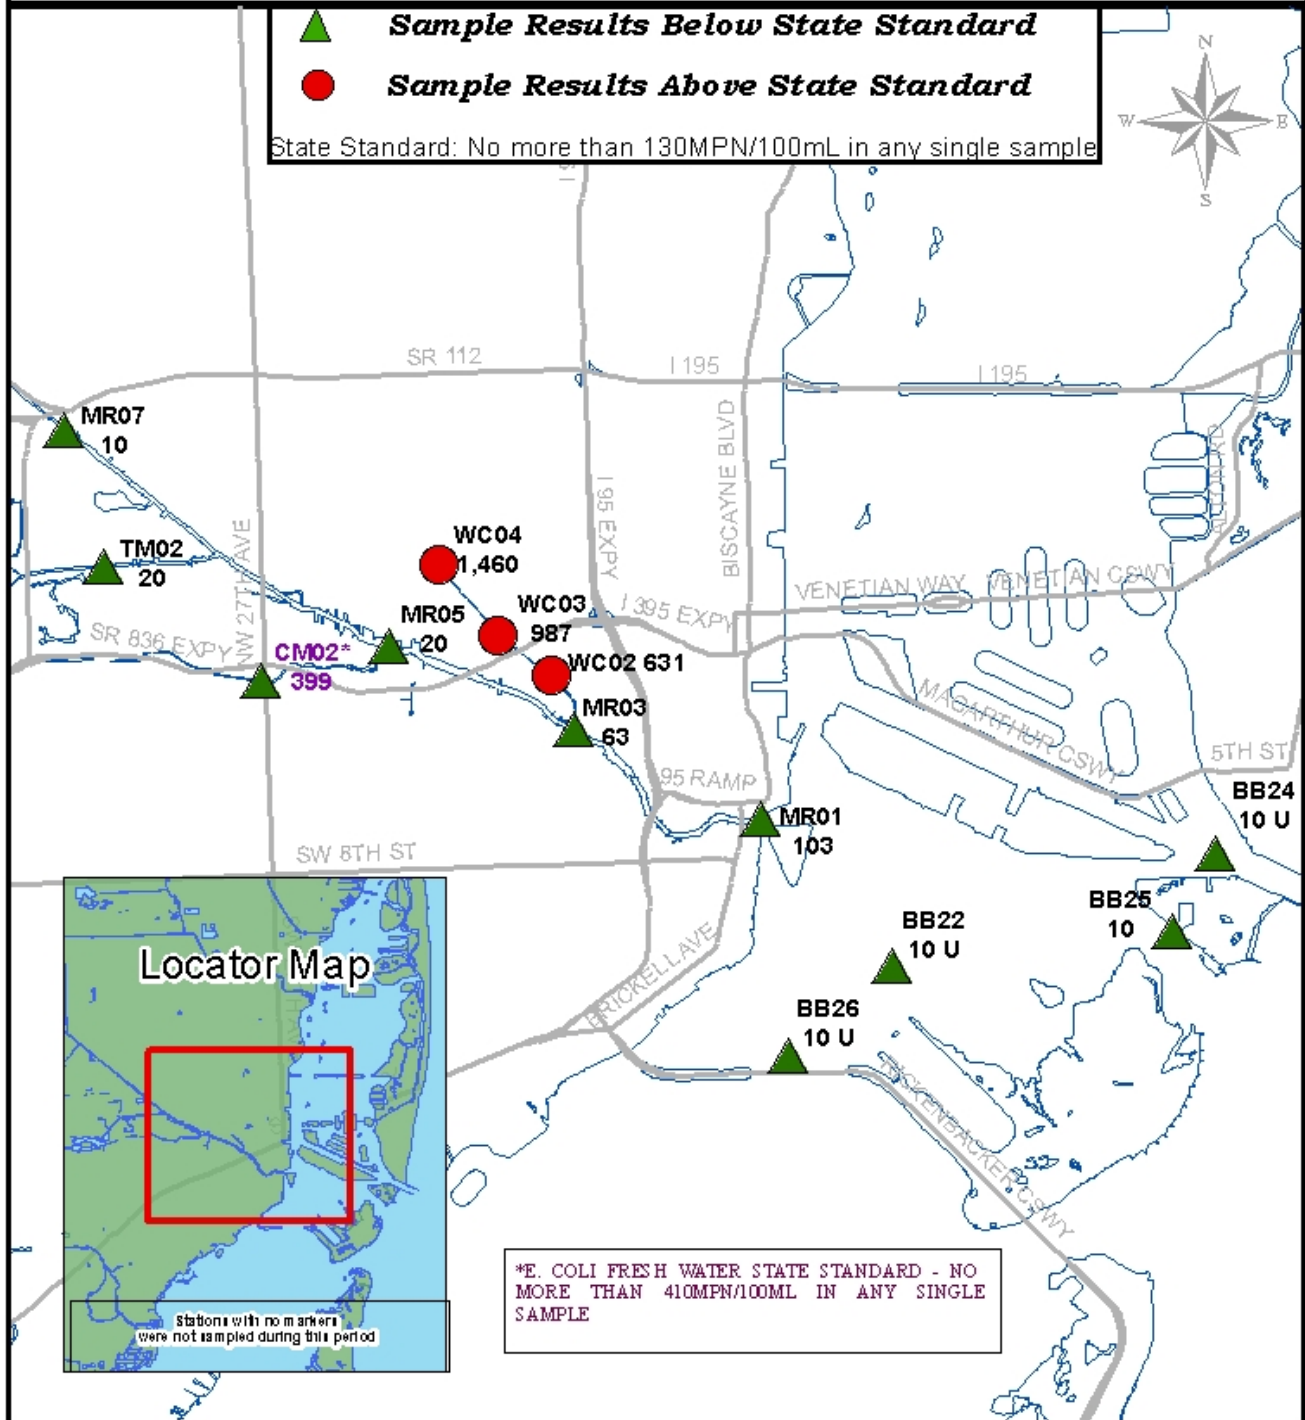 Sample Results Below State Standard
Sample Results Above State Standard
State Standard: No more than 130MPN/100mL in any single sample
N
W
E
S
SR 112
I 195
I 195
MR07
10
BISCAYNE BLVD
I 95 EXPY
NW 27TH AVE
ALTON RD
WC04
1,460
TM02
20
VENETIAN WAY
VENETIAN CSWY
MR05
20
WC03
987
I 395 EXPY
SR 836 EXPY
CM02*
399
WC02 631
MR03
63
MACARTHUR CSWY
5TH ST
95 RAMP
BB24
10 U
MR01
103
SW 8TH ST
BB25
10
BB22
10 U
BRICKELL AVE
BB26
10 U
RICKENBACKER CSWY
Locator Map
*E. COLI FRESH WATER STATE STANDARD - NO
MORE THAN 410MPN/100ML IN ANY SINGLE
SAMPLE
Stations with no markers
were not sampled during this period